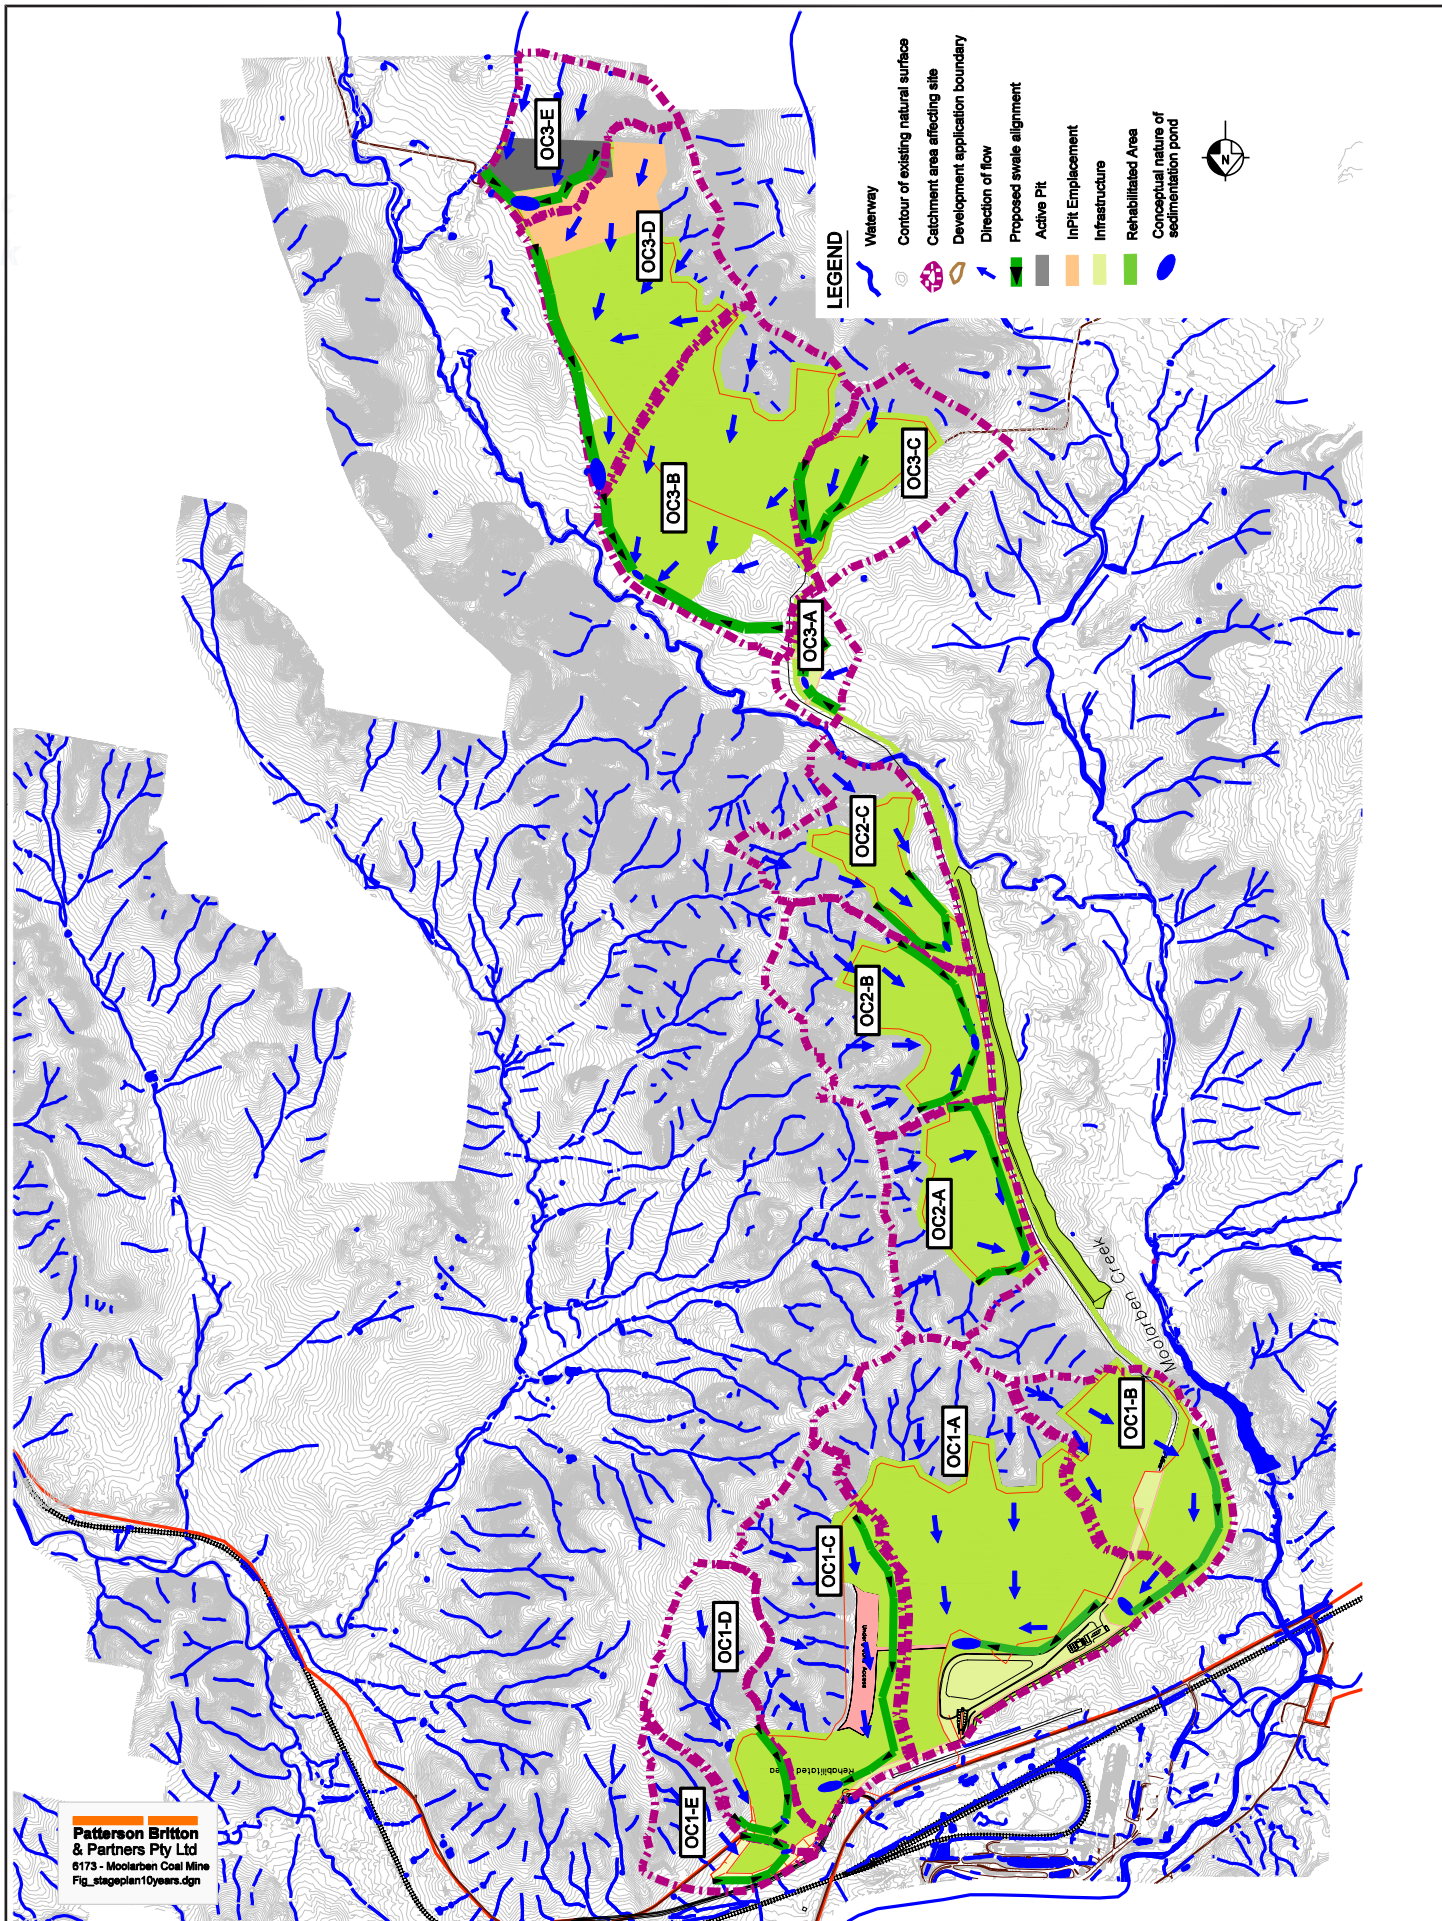 OC3-E
OC3-D
OC3-B
OC3-C
OC3-A
OC2-C
OC2-B
OC2-A
OC1-A
OC1-B
OC1-C
OC1-D
OC1-E
Moolarben Creek
LEGEND
Waterway
Contour of existing natural surface
Catchment area affecting site
Development application boundary
Direction of flow
Proposed swale alignment
Active Pit
InPit Emplacement
Infrastructure
Rehabilitated Area
Conceptual nature of
sedimentation pond
N
Patterson Britton
& Partners Pty Ltd
6173 - Moolarben Coal Mine
Fig_stageplan10years.dgn